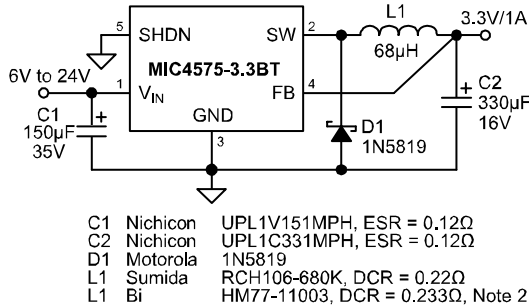 L1
3.3V/1A
5
SHDN
SW
2
68µH
MIC4575-3.3BT
6V to 24V
1
VIN
FB
4
C2
330µF
16V
C1
150µF
35V
GND
3
D1
1N5819
C1 Nichicon UPL1V151MPH, ESR = 0.12Ω
C2 Nichicon UPL1C331MPH, ESR = 0.12Ω
D1 Motorola 1N5819
L1 Sumida RCH106-680K, DCR = 0.22Ω
L1 Bi HM77-11003, DCR = 0.233Ω, Note 2